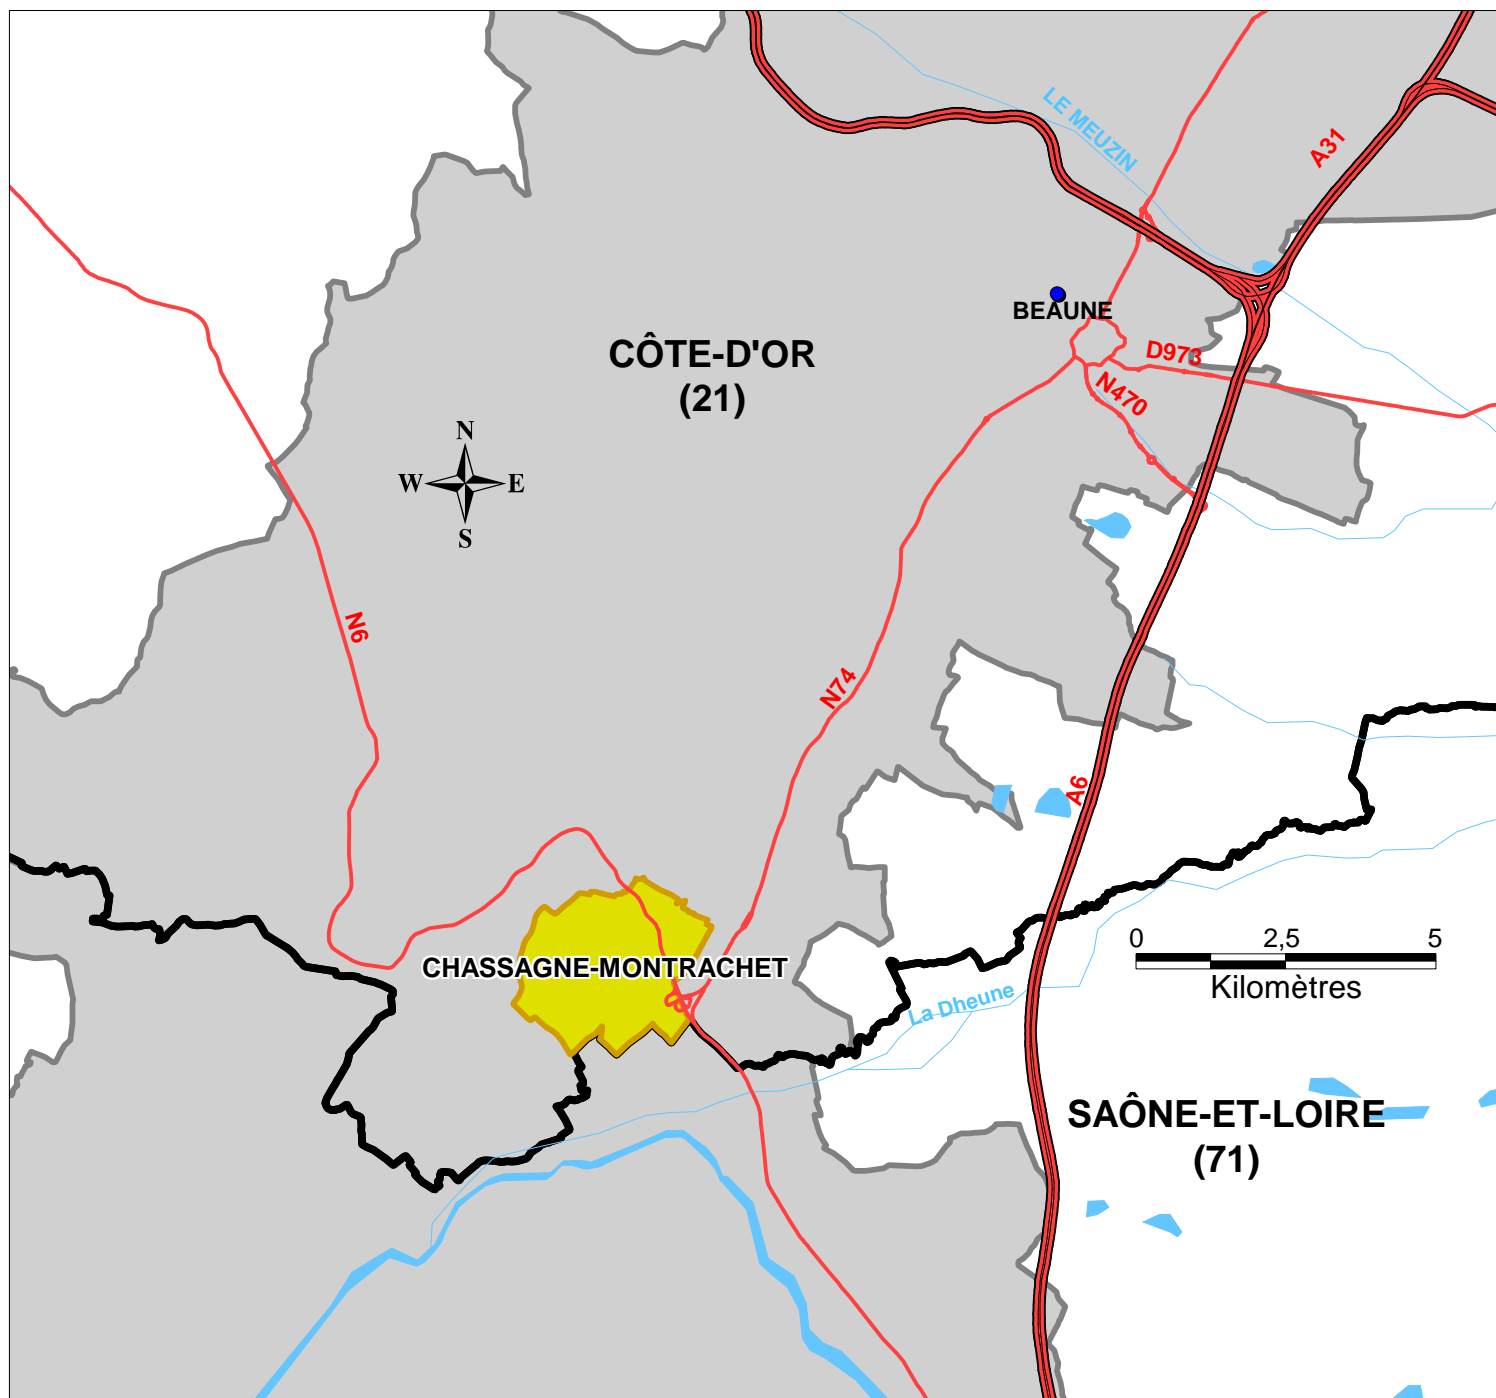 LE MEUZIN
A31
BEAUNE
CÔTE-D'OR
(21)
D973
N470
N
W
E
S
N6
N74
A6
CHASSAGNE-MONTRACHET
0
2,5
5
Kilomètres
La Dheune
SAÔNE-ET-LOIRE
(71)